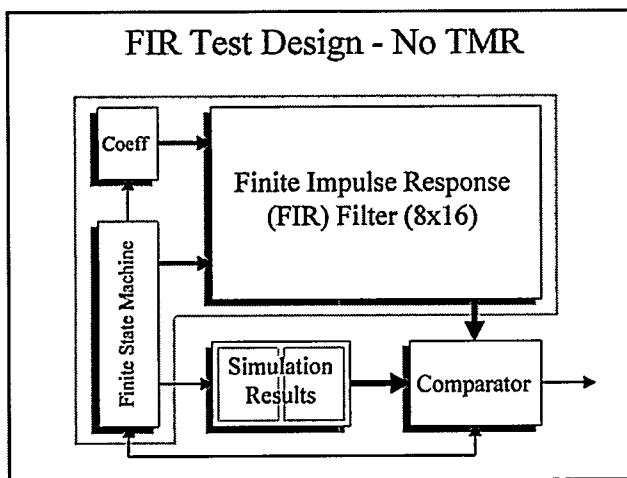 FIR Test Design - No TMR
Coeff
Finite Impulse Response
(FIR) Filter (8x16)
Finite State Machine
Simulation
Results
Comparator